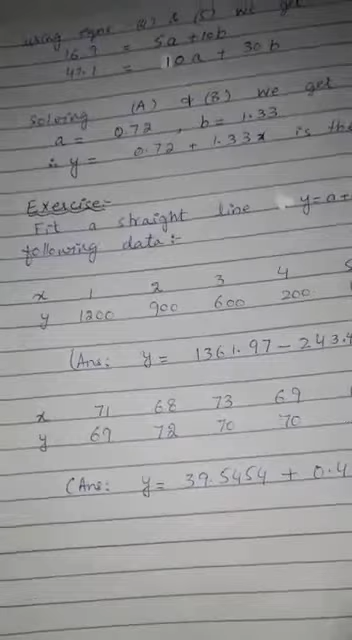 using eqns (4) & (5) we get
16.9 = 5a + 10b
47.1 = 10a + 30b
Solving (A) & (B) we get
a = 0.72, b = 1.33
∴ y = 0.72 + 1.33x is the
Exercise:-
Fit a straight line y = a +
following data:-
x 1 2 3 4
y 1200 900 600 200
(Ans: y = 1361.97 - 243.4
x 71 68 73 69
y 69 72 70 70
(Ans: y = 39.5454 + 0.4